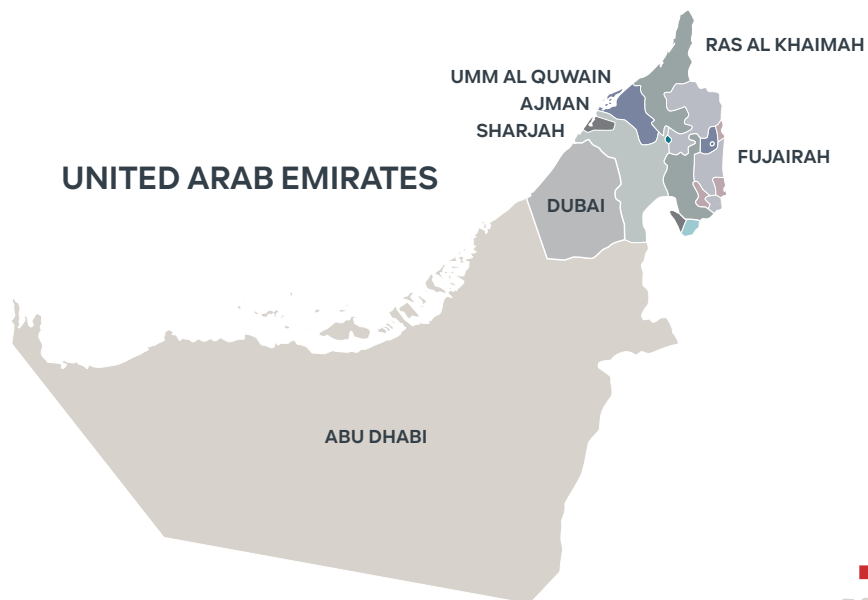 RAS AL KHAIMAH
UMM AL QUWAIN
AJMAN
SHARJAH
FUJAIRAH
UNITED ARAB EMIRATES
DUBAI
ABU DHABI